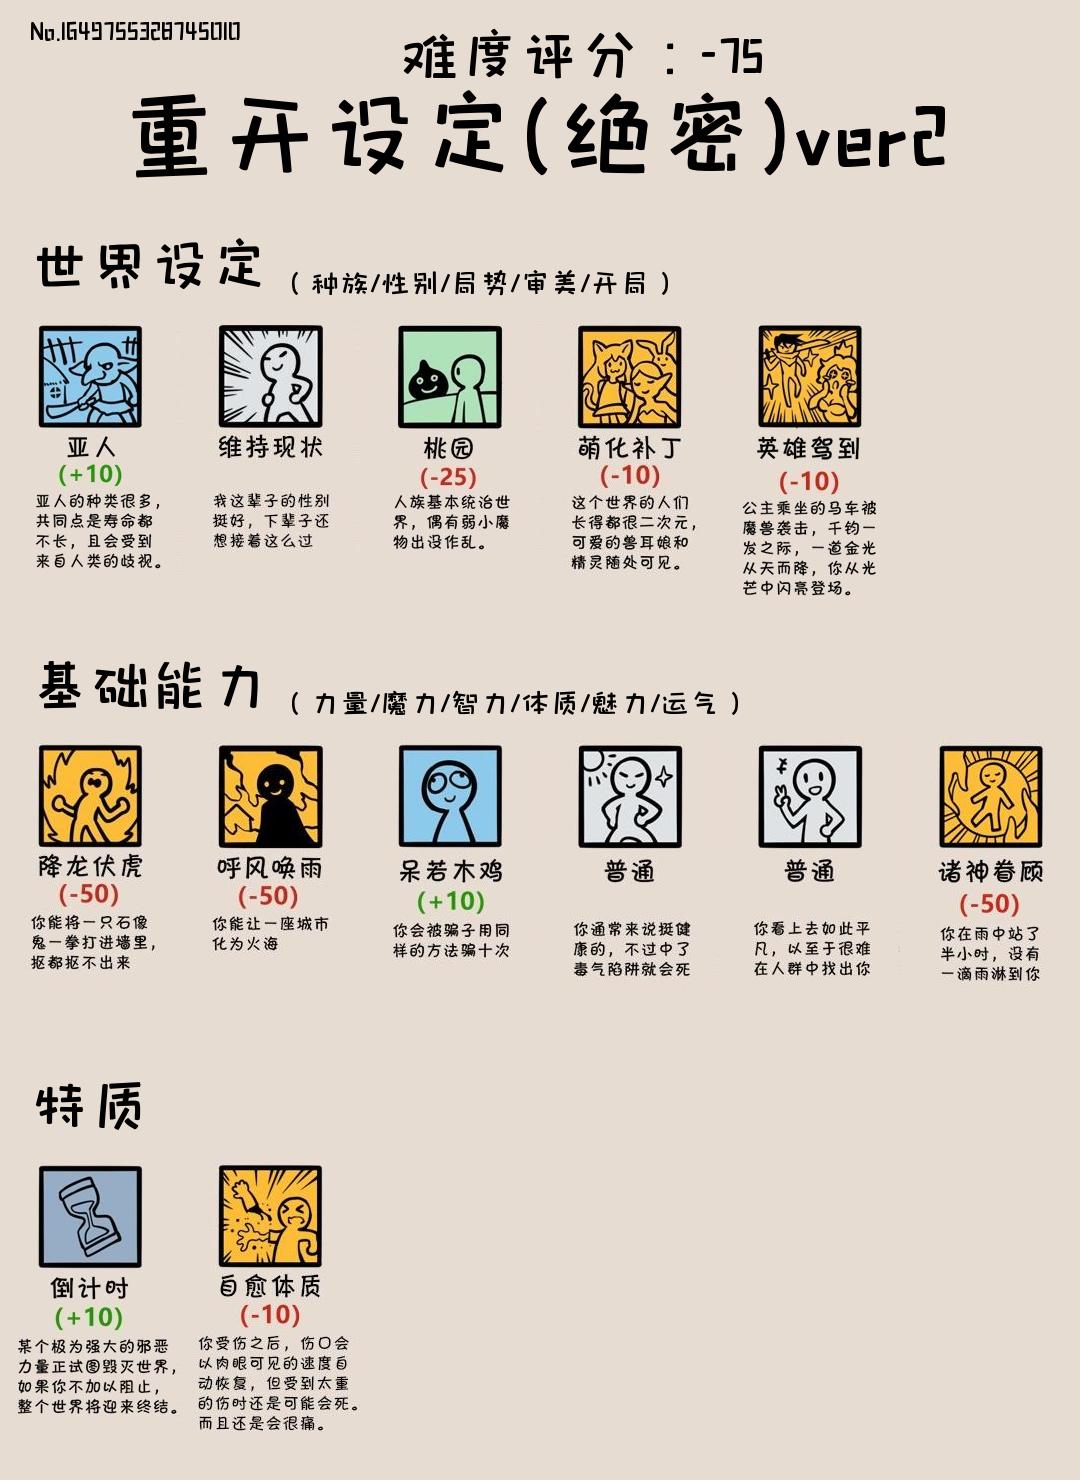 No.1649755328745010
难度评分：-75
重开设定(绝密)ver2
世界设定
（种族/性别/局势/审美/开局）
亚人
(+10)
亚人的种类很多，
共同点是寿命都
不长，且会受到
来自人类的歧视。
维持现状
我这辈子的性别
挺好，下辈子还
想接着这么过
桃园
(-25)
人族基本统治世
界，偶有弱小魔
物出没作乱。
萌化补丁
(-10)
这个世界的人们
长得都很二次元，
可爱的兽耳娘和
精灵随处可见。
英雄驾到
(-10)
公主乘坐的马车被
魔兽袭击，千钧一
发之际，一道金光
从天而降，你从光
芒中闪亮登场。
基础能力
（力量/魔力/智力/体质/魅力/运气）
降龙伏虎
(-50)
你能将一只石像
鬼一拳打进墙里，
抠都抠不出来
呼风唤雨
(-50)
你能让一座城市
化为火海
呆若木鸡
(+10)
你会被骗子用同
样的方法骗十次
普通
你通常来说挺健
康的，不过中了
毒气陷阱就会死
普通
你看上去如此平
凡，以至于很难
在人群中找出你
诸神眷顾
(-50)
你在雨中站了
半小时，没有
一滴雨淋到你
特质
倒计时
(+10)
某个极为强大的邪恶
力量正试图毁灭世界，
如果你不加以阻止，
整个世界将迎来终结。
自愈体质
(-10)
你受伤之后，伤口会
以肉眼可见的速度自
动恢复，但受到太重
的伤时还是可能会死。
而且还是会很痛。